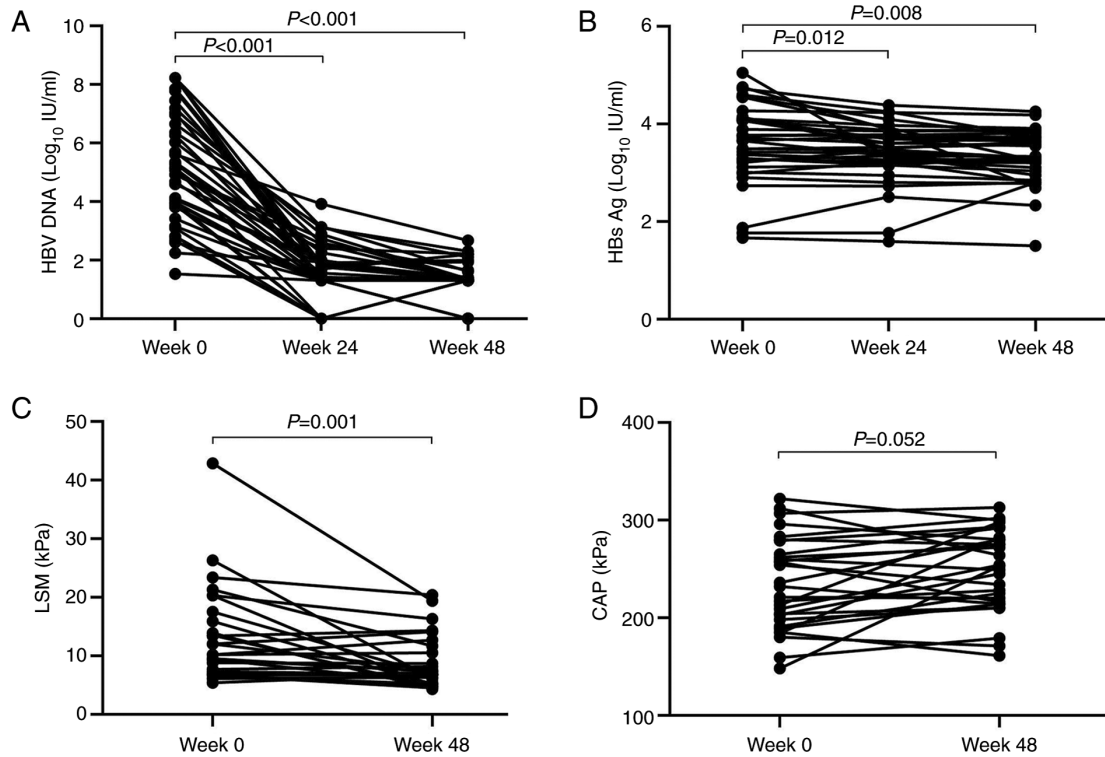 A
P<0.001
P<0.001
HBV DNA (Log10 IU/ml)
10
8
6
4
2
0
Week 0
Week 24
Week 48
B
P=0.008
P=0.012
HBs Ag (Log10 IU/ml)
6
4
2
0
Week 0
Week 24
Week 48
C
P=0.001
LSM (kPa)
50
40
30
20
10
0
Week 0
Week 48
D
P=0.052
CAP (kPa)
400
300
200
100
Week 0
Week 48